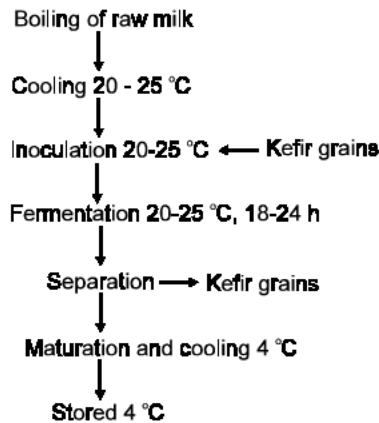 Boiling of raw milk
Cooling 20 - 25 °C
Inoculation 20-25 °C
Kefir grains
Fermentation 20-25 °C, 18-24 h
Separation
Kefir grains
Maturation and cooling 4 °C
Stored 4 °C